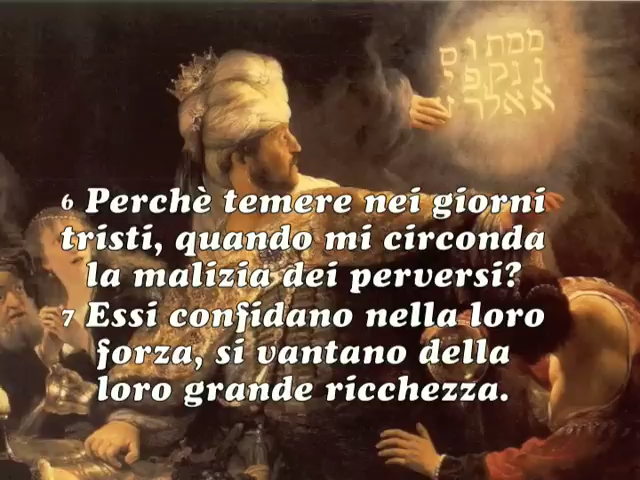 ם ו ת מ מ
ס פ ק נ נ
ע ר ל א א
6 Perchè temere nei giorni
tristi, quando mi circonda
la malizia dei perversi?
7 Essi confidano nella loro
forza, si vantano della
loro grande ricchezza.